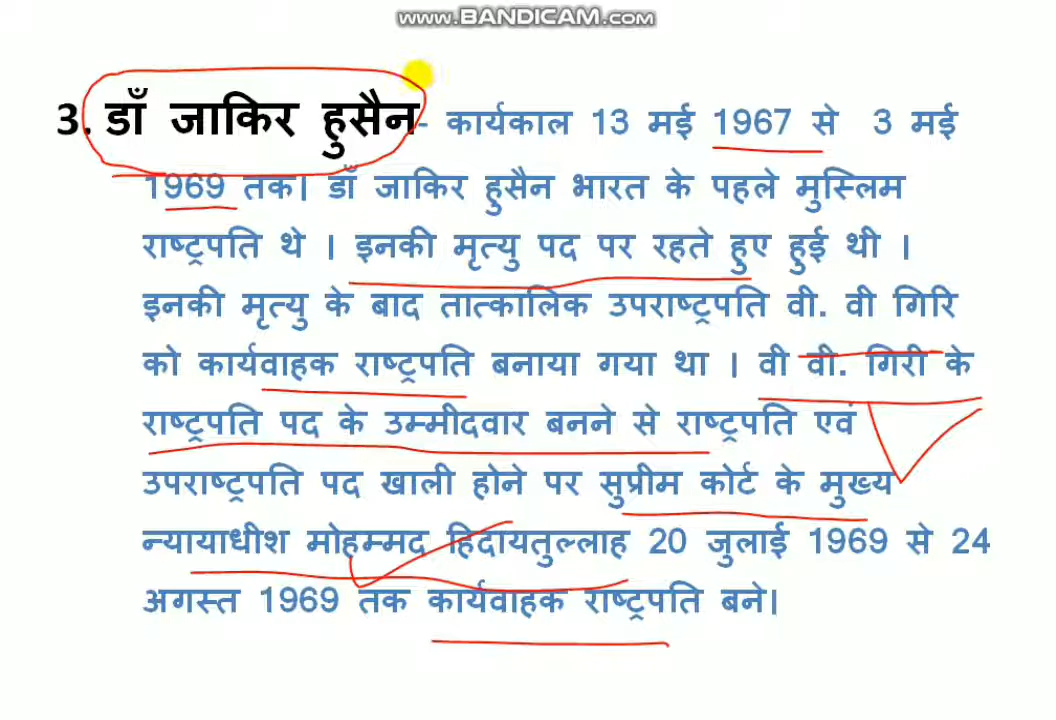 WWW.BANDICAM.COM
3. डाँ जाकिर हुसैन- कार्यकाल 13 मई 1967 से 3 मई
1969 तक। डाँ जाकिर हुसैन भारत के पहले मुस्लिम
राष्ट्रपति थे । इनकी मृत्यु पद पर रहते हुए हुई थी ।
इनकी मृत्यु के बाद तात्कालिक उपराष्ट्रपति वी. वी गिरि
को कार्यवाहक राष्ट्रपति बनाया गया था । वी वी. गिरी के
राष्ट्रपति पद के उम्मीदवार बनने से राष्ट्रपति एवं
उपराष्ट्रपति पद खाली होने पर सुप्रीम कोर्ट के मुख्य
न्यायाधीश मोहम्मद हिदायतुल्लाह 20 जुलाई 1969 से 24
अगस्त 1969 तक कार्यवाहक राष्ट्रपति बने।